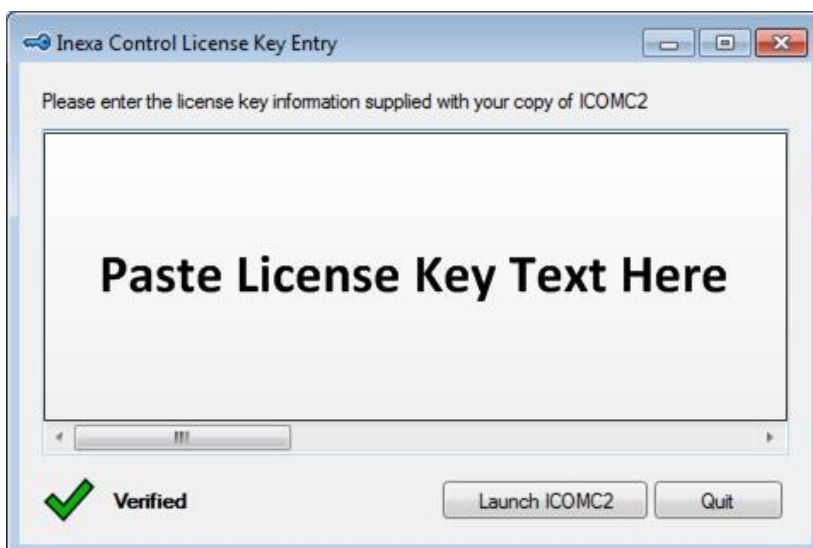 Inexa Control License Key Entry
Please enter the license key information supplied with your copy of ICOMC2
Paste License Key Text Here
Verified
Launch ICOMC2
Quit